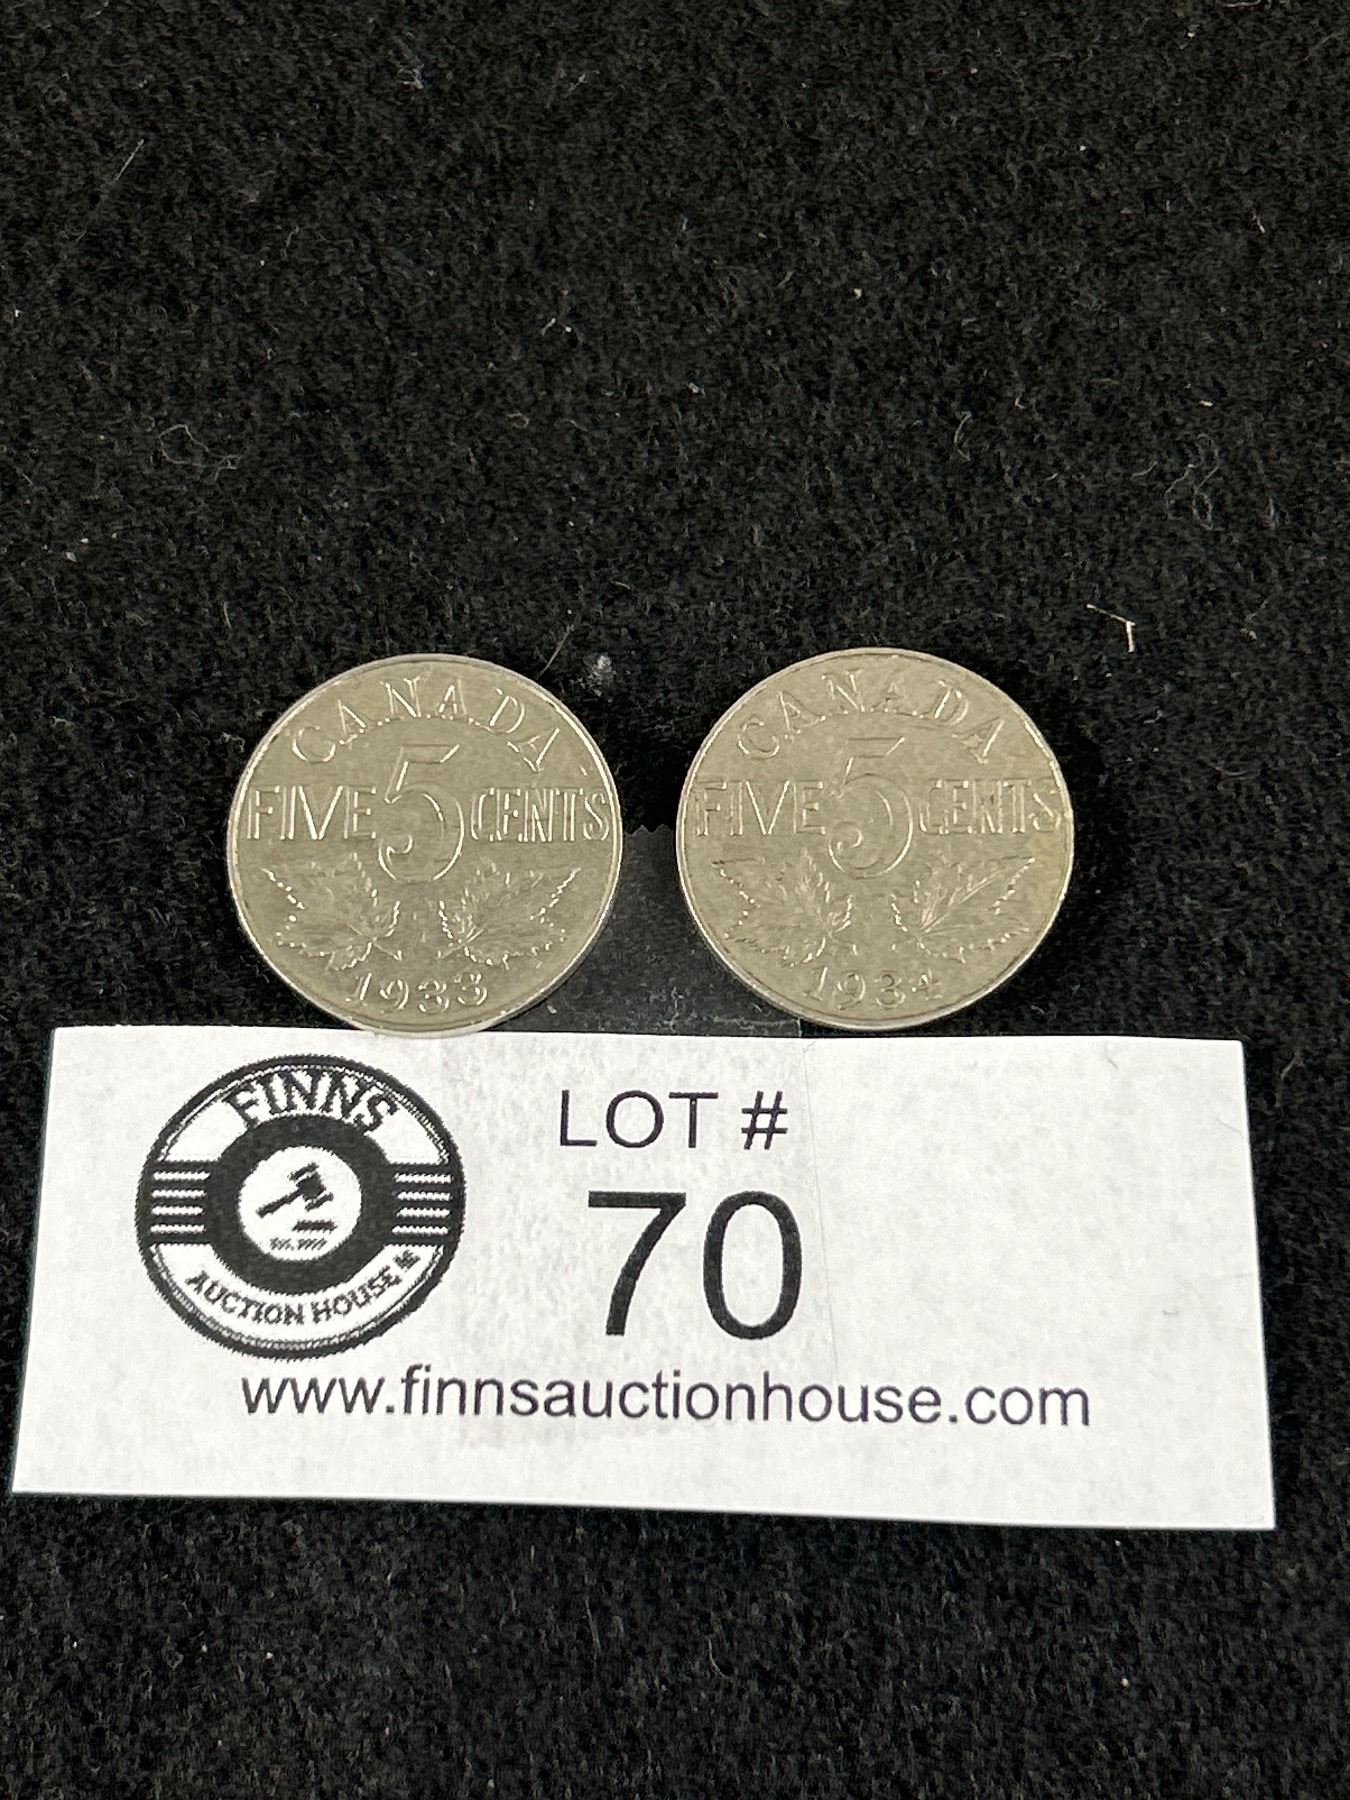 CANADA
FIVE 5 CENTS
1933
CANADA
FIVE 5 CENTS
1934
FINNS
AUCTION HOUSE
LOT #
70
www.finnsauctionhouse.com